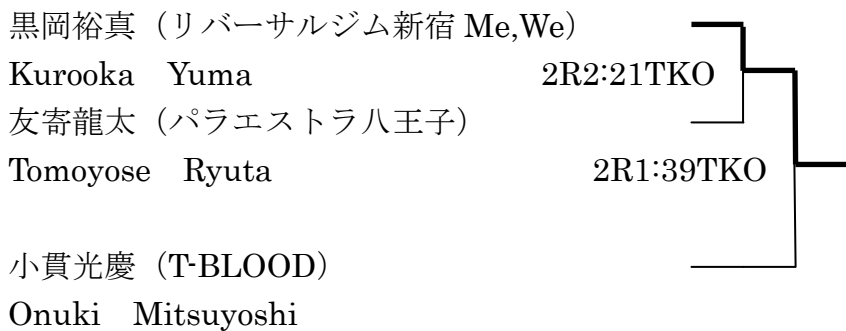 黒岡裕真（リバーサルジム新宿 Me,We）
Kurooka　Yuma　2R2:21TKO
友寄龍太（パラエストラ八王子）
Tomoyose　Ryuta　2R1:39TKO
小貫光慶（T-BLOOD）
Onuki　Mitsuyoshi